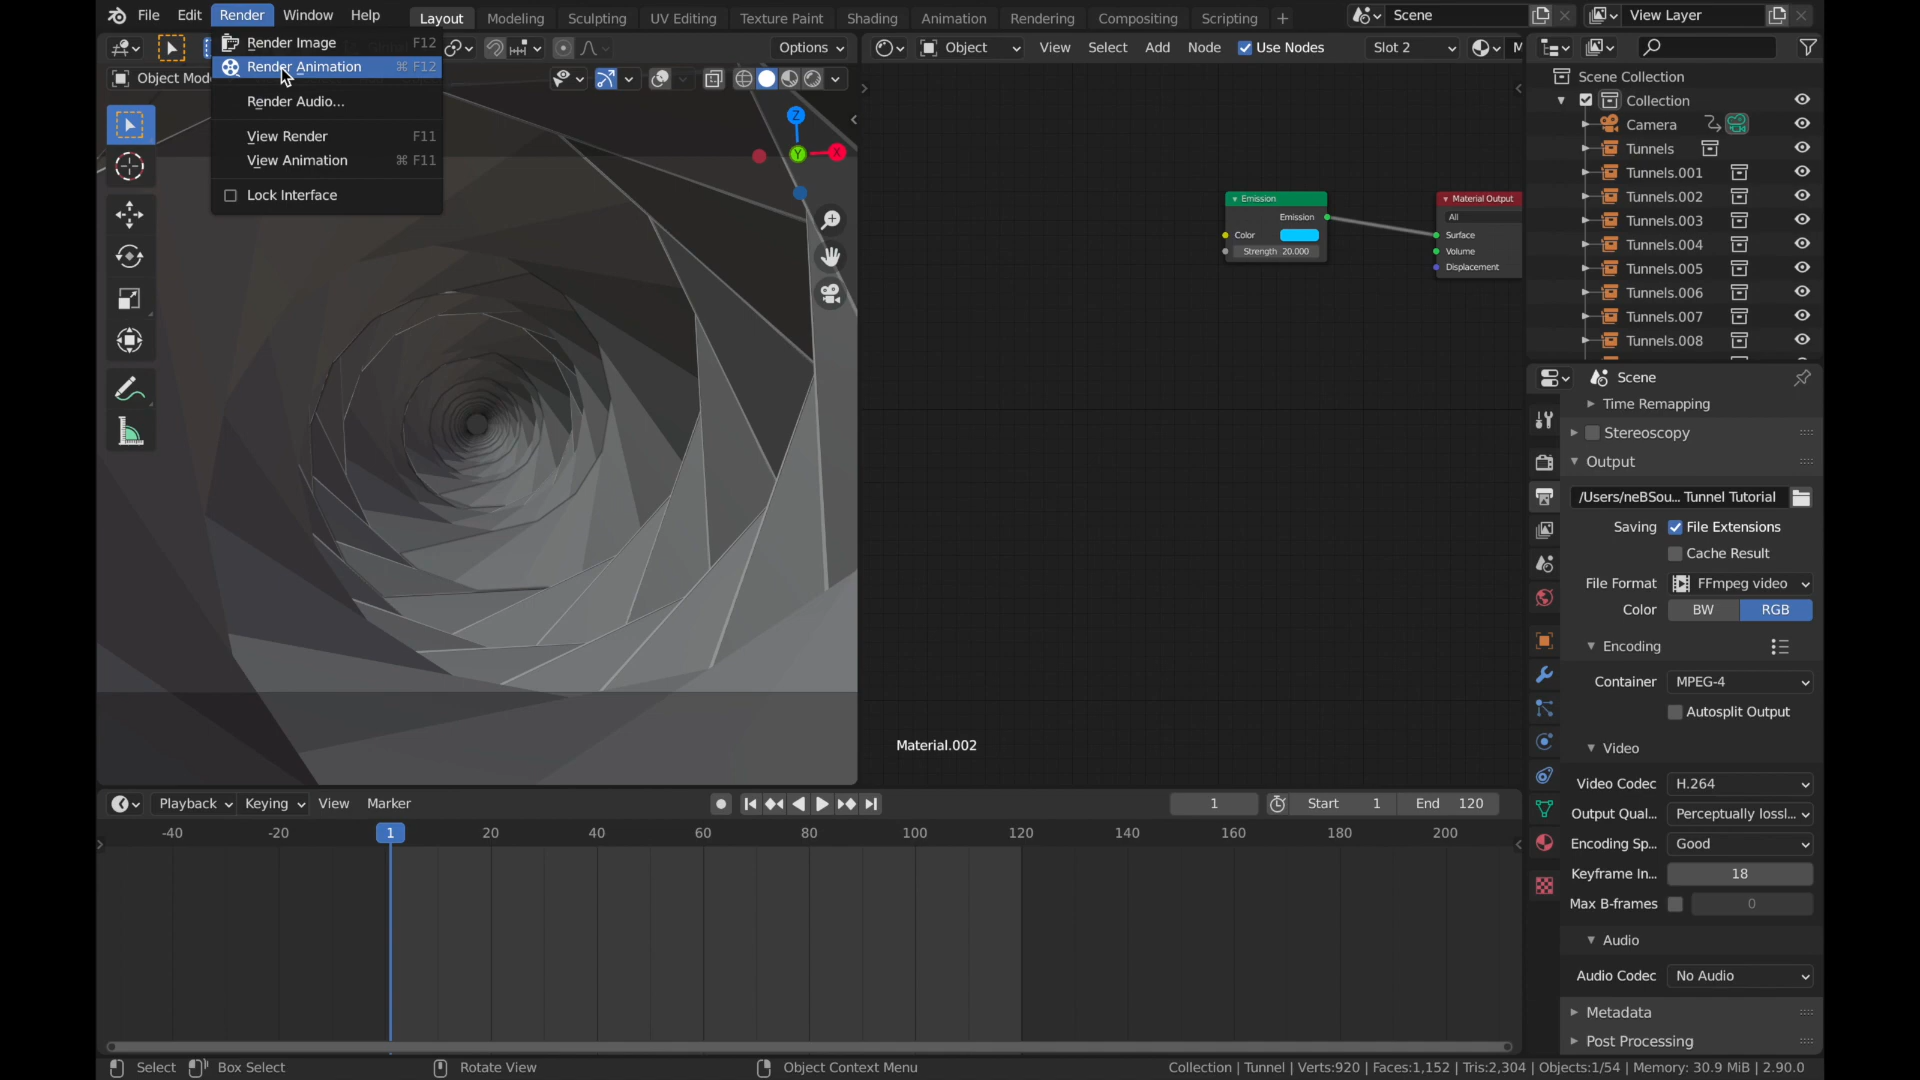 File Edit Render Window Help Layout Modeling Sculpting UV Editing Texture Paint Shading Animation Rendering Compositing Scripting + Scene View Layer
Render Image F12
Render Animation ⌘ F12
Render Audio...
View Render F11
View Animation ⌘ F11
Lock Interface
Options
Object Mod
Z
Y
X
Object View Select Add Node Use Nodes Slot 2 M
Emission
Emission
Color
Strength 20.000
Material Output
All
Surface
Volume
Displacement
Material.002
Scene Collection
Collection
Camera
Tunnels
Tunnels.001
Tunnels.002
Tunnels.003
Tunnels.004
Tunnels.005
Tunnels.006
Tunnels.007
Tunnels.008
Scene
Time Remapping
Stereoscopy
Output
/Users/neBSou... Tunnel Tutorial
Saving File Extensions
Cache Result
File Format FFmpeg video
Color BW RGB
Encoding
Container MPEG-4
Autosplit Output
Video
Video Codec H.264
Output Qual... Perceptually lossl...
Encoding Sp... Good
Keyframe In... 18
Max B-frames 0
Audio
Audio Codec No Audio
Metadata
Post Processing
Playback Keying View Marker 1 Start 1 End 120
-40 -20 1 20 40 60 80 100 120 140 160 180 200
Select Box Select Rotate View Object Context Menu Collection | Tunnel | Verts:920 | Faces:1,152 | Tris:2,304 | Objects:1/54 | Memory: 30.9 MiB | 2.90.0